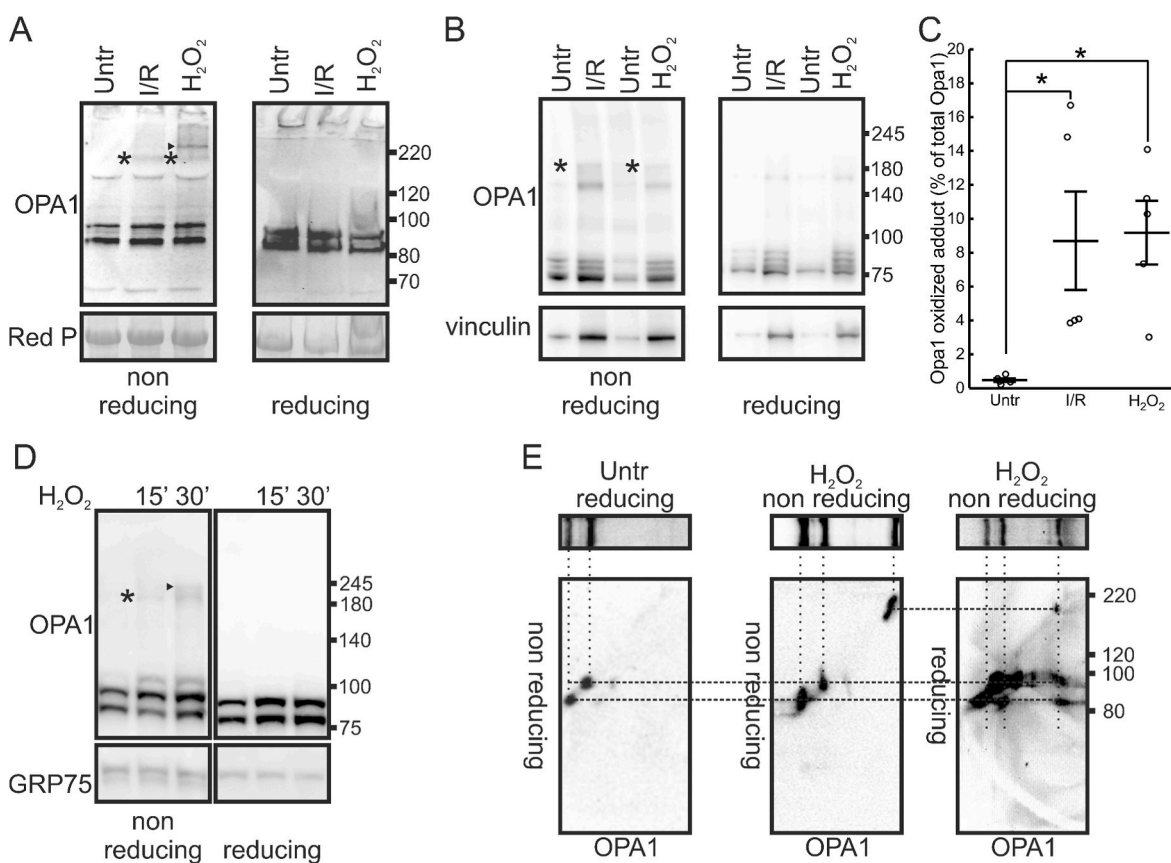 A
Untr
I/R
H₂O₂
Untr
I/R
H₂O₂
OPA1
*
*
220
120
100
80
70
Red P
non
reducing
reducing
B
Untr
I/R
Untr
H₂O₂
Untr
I/R
Untr
H₂O₂
OPA1
*
*
245
180
140
100
75
vinculin
non
reducing
reducing
C
Opa1 oxidized adduct (% of total Opa1)
20
18
16
14
12
10
8
6
4
2
0
*
*
Untr
I/R
H₂O₂
D
H₂O₂
15' 30'
15' 30'
OPA1
*
245
180
140
100
75
GRP75
non
reducing
reducing
E
Untr
reducing
H₂O₂
non reducing
H₂O₂
non reducing
non reducing
non reducing
reducing
220
120
100
80
OPA1
OPA1
OPA1